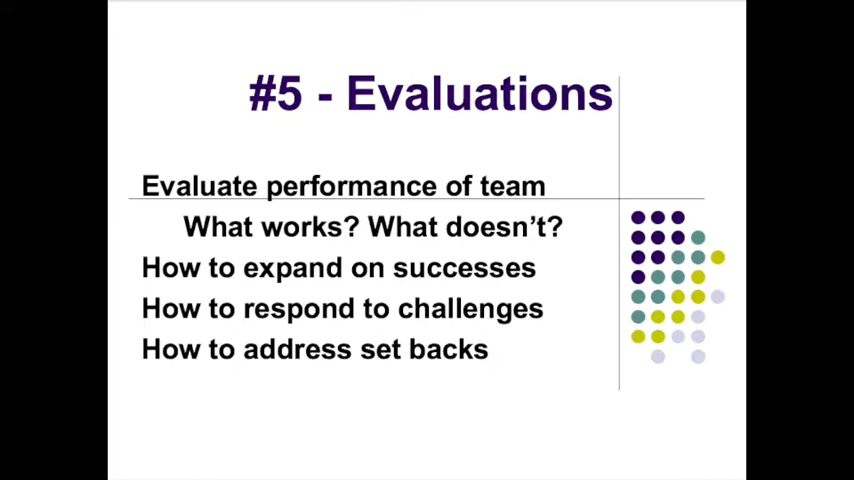 #5 - Evaluations
Evaluate performance of team
What works? What doesn’t?
How to expand on successes
How to respond to challenges
How to address set backs